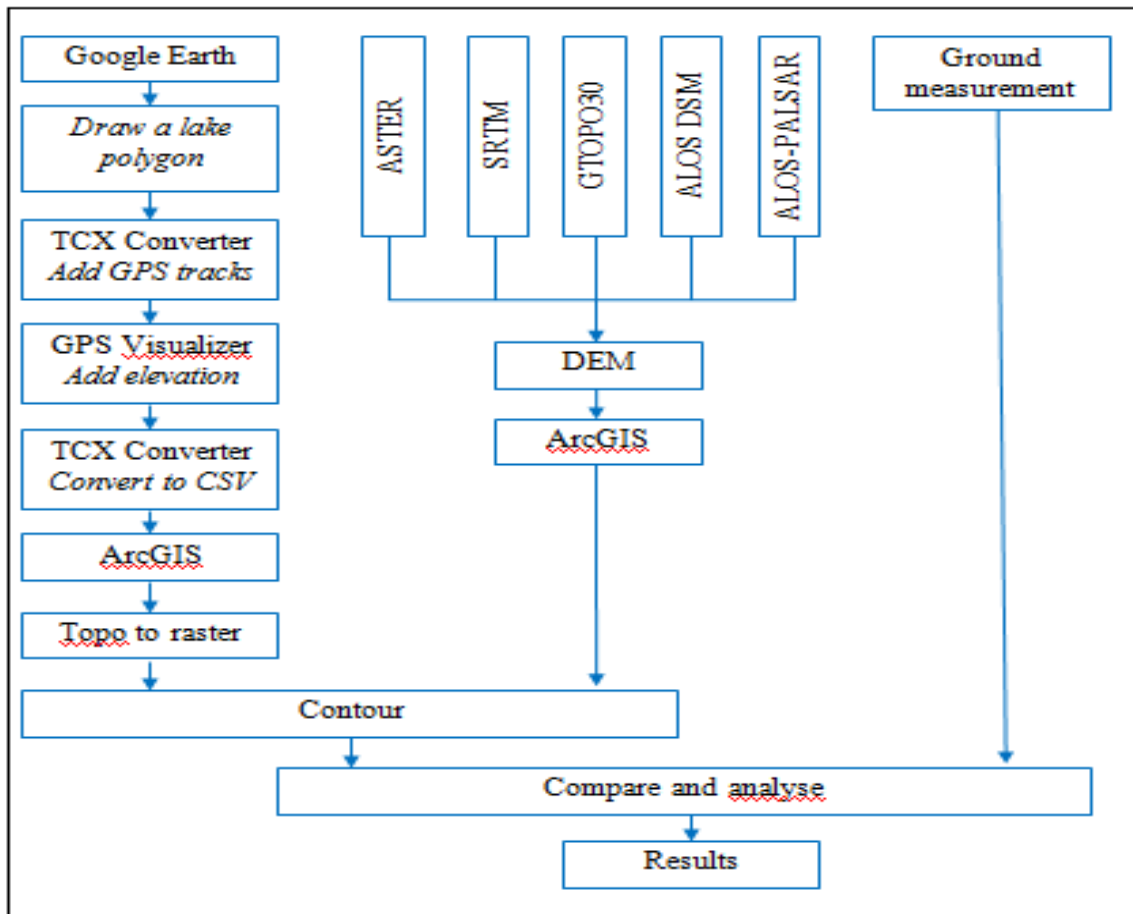 Google Earth
Draw a lake
polygon
TCX Converter
Add GPS tracks
GPS Visualizer
Add elevation
TCX Converter
Convert to CSV
ArcGIS
Topo to raster
ASTER
SRTM
GTOPO30
ALOS DSM
ALOS-PALSAR
DEM
ArcGIS
Ground
measurement
Contour
Compare and analyse
Results